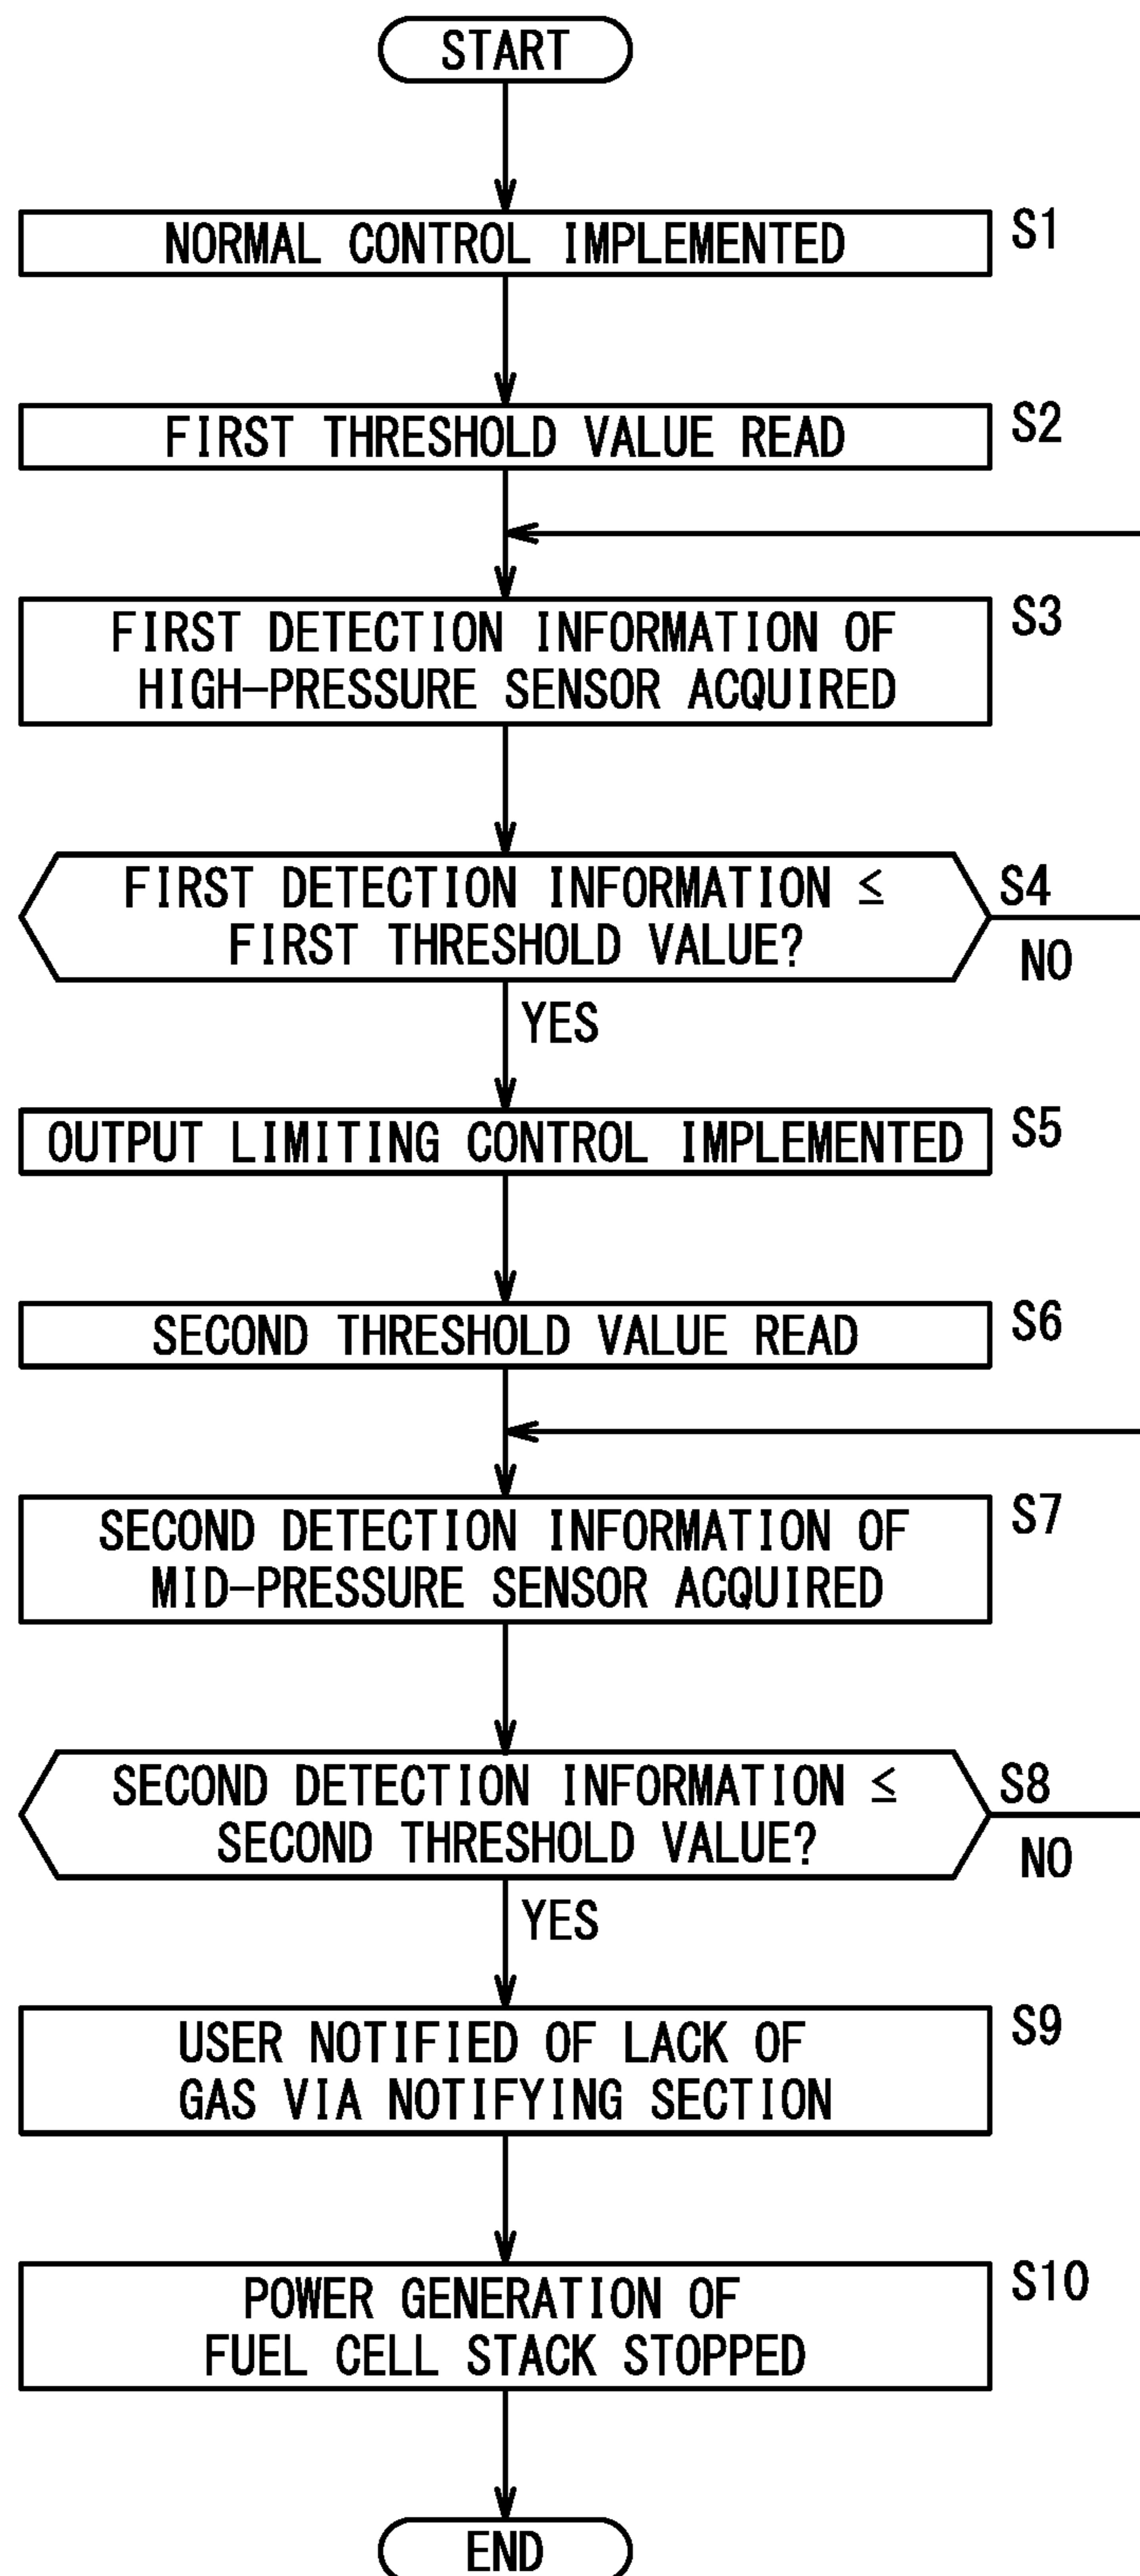 START
NORMAL CONTROL IMPLEMENTED
S1
FIRST THRESHOLD VALUE READ
S2
FIRST DETECTION INFORMATION OF
HIGH-PRESSURE SENSOR ACQUIRED
S3
FIRST DETECTION INFORMATION ≤
FIRST THRESHOLD VALUE?
S4
NO
YES
OUTPUT LIMITING CONTROL IMPLEMENTED
S5
SECOND THRESHOLD VALUE READ
S6
SECOND DETECTION INFORMATION OF
MID-PRESSURE SENSOR ACQUIRED
S7
SECOND DETECTION INFORMATION ≤
SECOND THRESHOLD VALUE?
S8
NO
YES
USER NOTIFIED OF LACK OF
GAS VIA NOTIFYING SECTION
S9
POWER GENERATION OF
FUEL CELL STACK STOPPED
S10
END